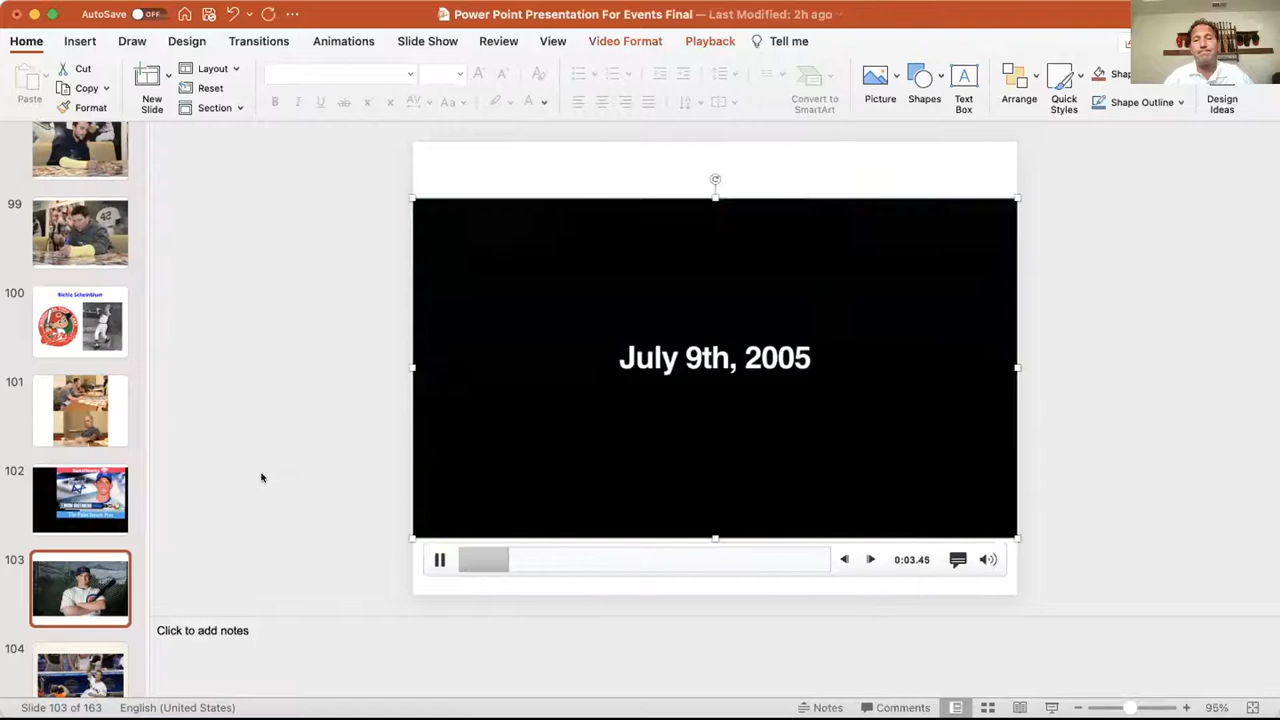 AutoSave OFF
Power Point Presentation For Events Final — Last Modified: 2h ago
Home Insert Draw Design Transitions Animations Slide Show Review View Video Format Playback Tell me
Paste
Cut
Copy
Format
New
Slide
Layout
Reset
Section
Convert to
SmartArt
Picture
Shapes
Text
Box
Arrange
Quick
Styles
Shape Outline
Design
Ideas
99
42
100
Richie Scheinblum
101
102
103
104
July 9th, 2005
0:03.45
Click to add notes
Slide 103 of 163 English (United States) Notes Comments 95%